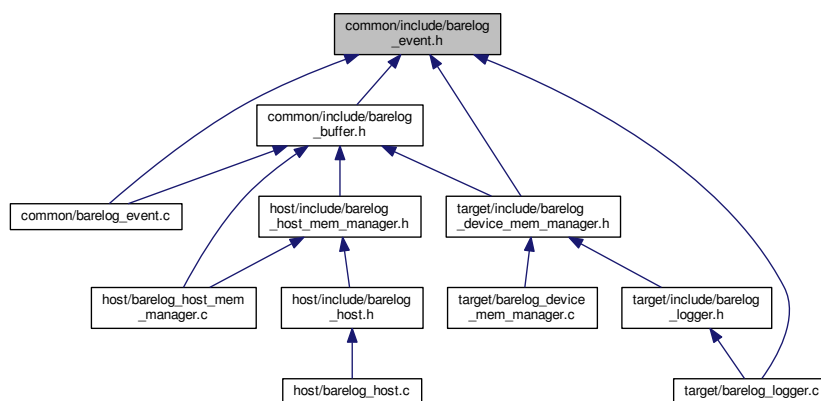 common/include/barelog
_event.h
common/include/barelog
_buffer.h
common/barelog_event.c
host/include/barelog
_host_mem_manager.h
target/include/barelog
_device_mem_manager.h
host/barelog_host_mem
_manager.c
host/include/barelog
_host.h
target/barelog_device
_mem_manager.c
target/include/barelog
_logger.h
host/barelog_host.c
target/barelog_logger.c